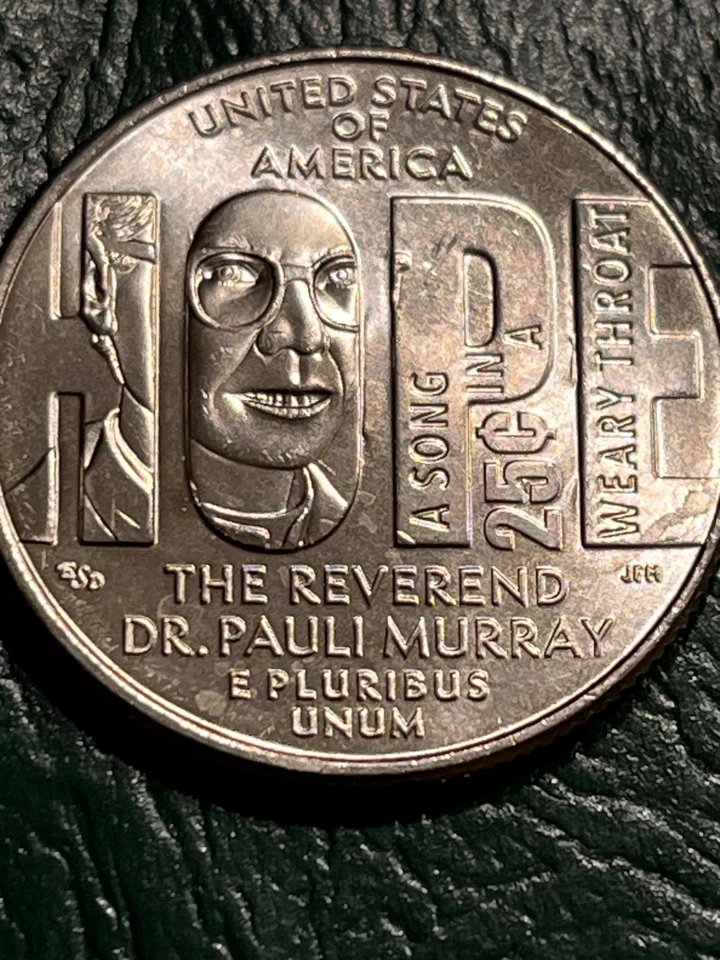 UNITED STATES
OF
AMERICA
HOPE
A SONG
IN
A
WEARY THROAT
25¢
ESD
JFM
THE REVEREND
DR. PAULI MURRAY
E PLURIBUS
UNUM